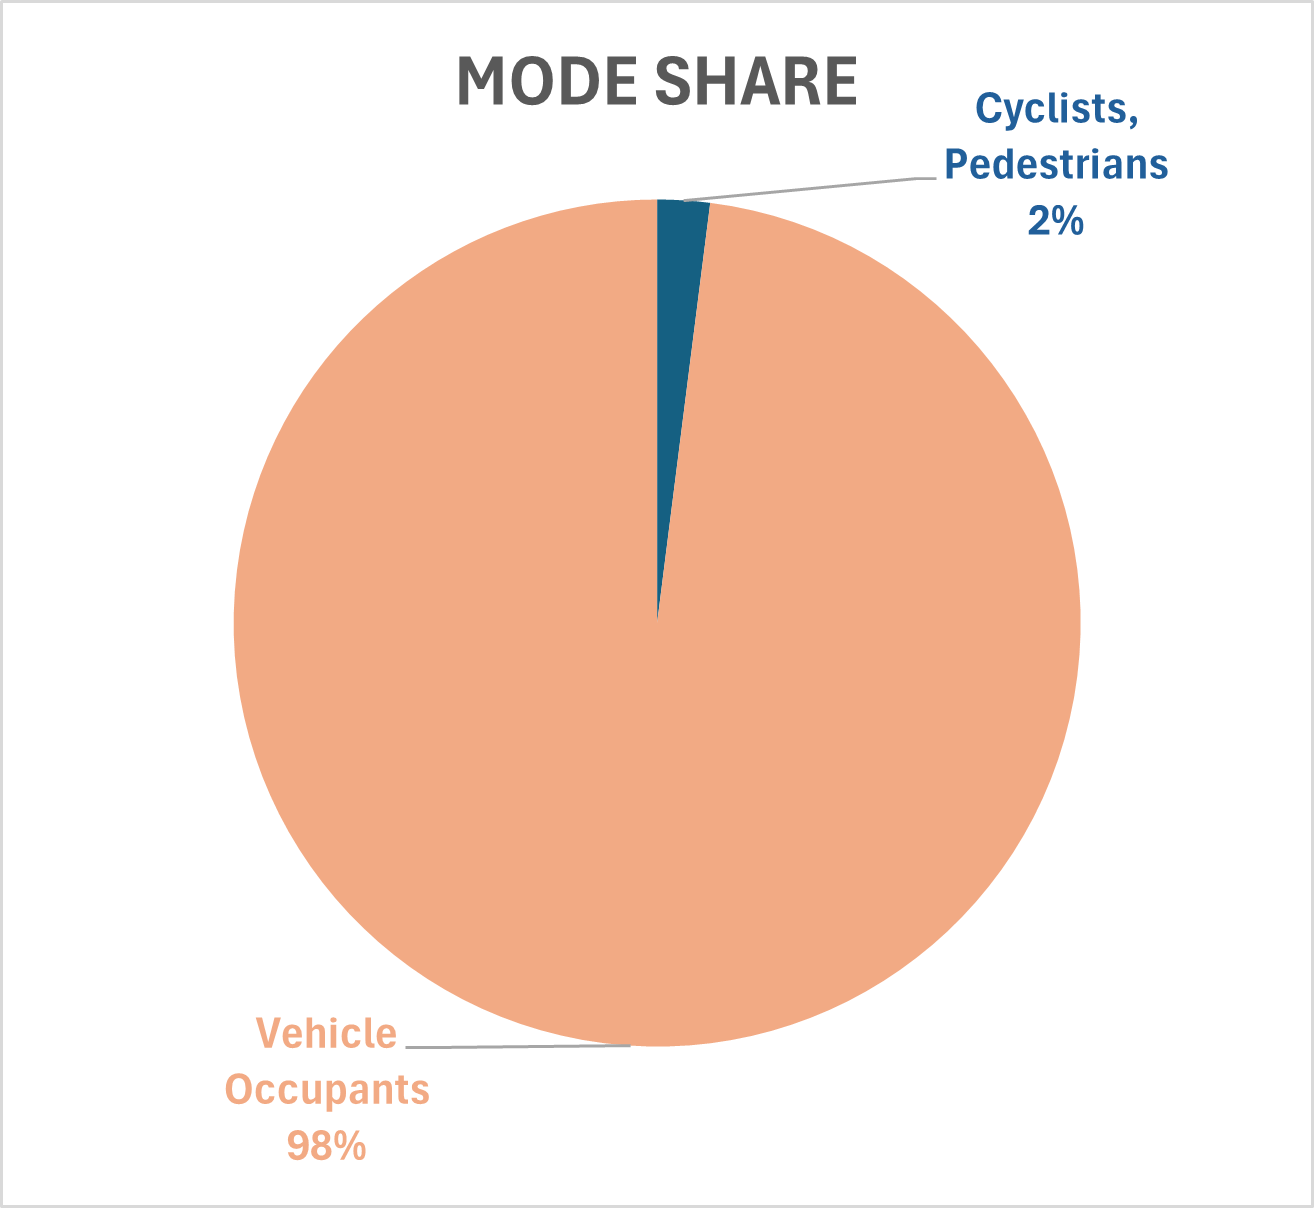 MODE SHARE
Cyclists,
Pedestrians
2%
Vehicle
Occupants
98%